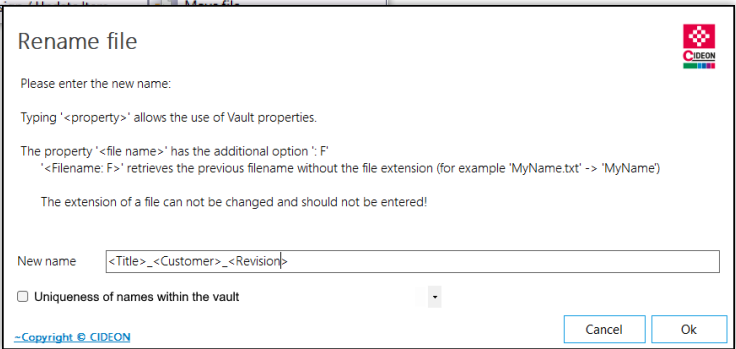 Move file
Rename file
CIDEON
Please enter the new name:
Typing '<property>' allows the use of Vault properties.
The property '<file name>' has the additional option ': F'
'<Filename: F>' retrieves the previous filename without the file extension (for example 'MyName.txt' -> 'MyName')
The extension of a file can not be changed and should not be entered!
New name
<Title>_<Customer>_<Revision>
Uniqueness of names within the vault
~Copyright © CIDEON
Cancel
Ok